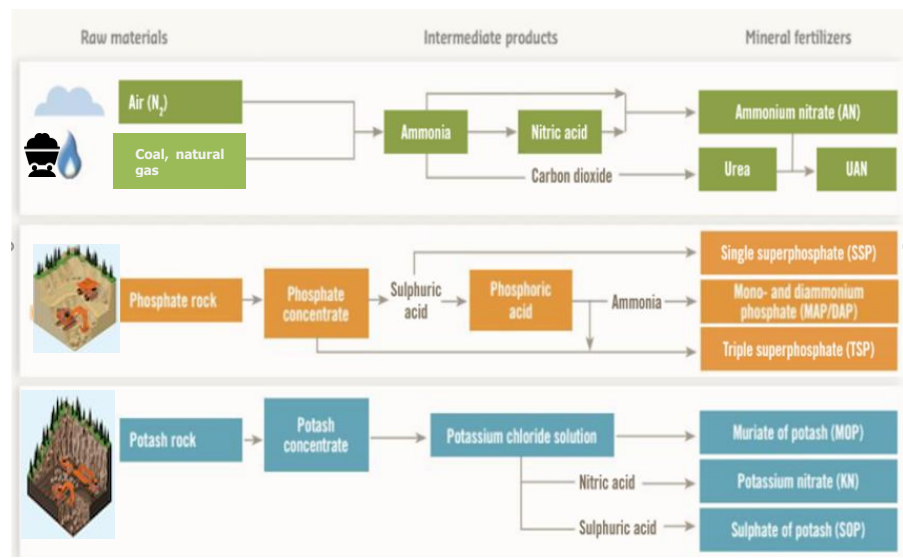 Raw materials
Intermediate products
Mineral fertilizers
Air (N₂)
Coal, natural
gas
Ammonia
Nitric acid
Carbon dioxide
Ammonium nitrate (AN)
Urea
UAN
Phosphate rock
Phosphate
concentrate
Sulphuric
acid
Phosphoric
acid
Ammonia
Single superphosphate (SSP)
Mono- and diammonium
phosphate (MAP/DAP)
Triple superphosphate (TSP)
Potash rock
Potash
concentrate
Potassium chloride solution
Nitric acid
Sulphuric acid
Muriate of potash (MOP)
Potassium nitrate (KN)
Sulphate of potash (SOP)